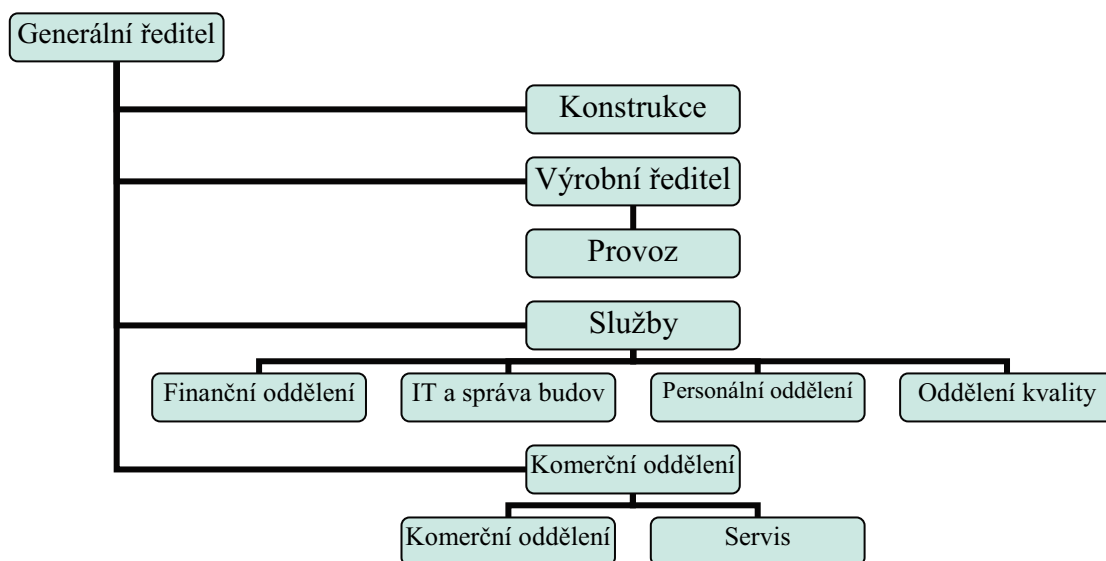 Generální ředitel
Konstrukce
Výrobní ředitel
Provoz
Služby
Finanční oddělení
IT a správa budov
Personální oddělení
Oddělení kvality
Komerční oddělení
Komerční oddělení
Servis